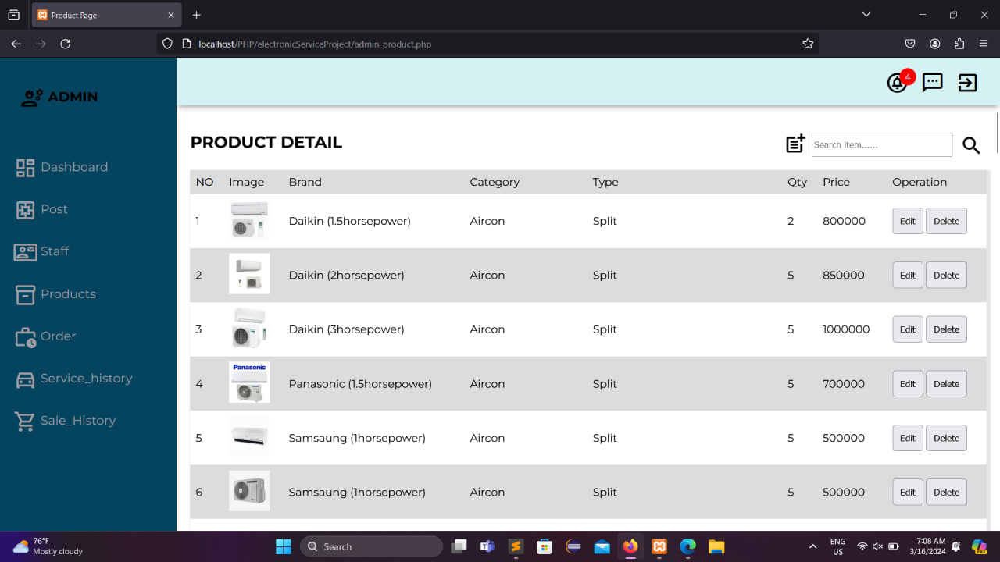 Product Page
localhost/PHP/electronicServiceProject/admin_product.php
4
ADMIN
PRODUCT DETAIL
Search item......
Dashboard
Post
Staff
Products
Order
Service_history
Sale_History
NO Image Brand Category Type Qty Price Operation
1 Daikin (1.5horsepower) Aircon Split 2 800000 Edit Delete
2 Daikin (2horsepower) Aircon Split 5 850000 Edit Delete
3 Daikin (3horsepower) Aircon Split 5 1000000 Edit Delete
Panasonic
4 Panasonic (1.5horsepower) Aircon Split 5 700000 Edit Delete
5 Samsaung (1horsepower) Aircon Split 5 500000 Edit Delete
6 Samsaung (1horsepower) Aircon Split 5 500000 Edit Delete
76°F
Mostly cloudy
Search
ENG
US
7:08 AM
3/16/2024